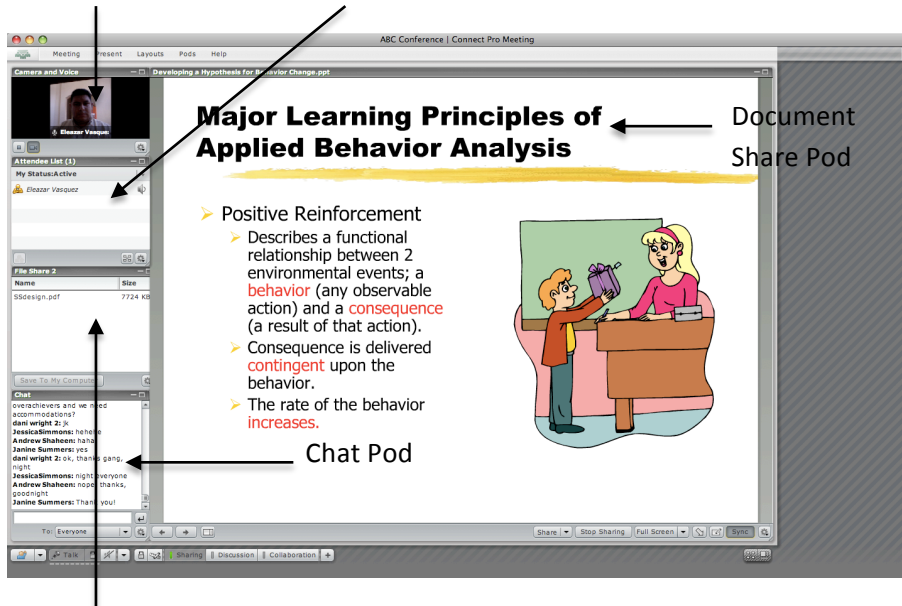 ABC Conference | Connect Pro Meeting
Meeting Present Layouts Pods Help
Camera and Voice
Eleazar Vasquez
Attendee List (1)
My Status:Active
Eleazar Vasquez
File Share 2
Name Size
SSdesign.pdf 7724 KB
Save To My Computer
Chat
overachievers and we need
accommodations?
dani wright 2: jk
JessicaSimmons: hehehe
Andrew Shaheen: haha
Janine Summers: yes
dani wright 2: ok, thanks gang,
night
JessicaSimmons: night everyone
Andrew Shaheen: nope, thanks,
goodnight
Janine Summers: Thank you!
To: Everyone
Developing a Hypothesis for Behavior Change.ppt
Major Learning Principles of
Applied Behavior Analysis
Positive Reinforcement
Describes a functional
relationship between 2
environmental events; a
behavior (any observable
action) and a consequence
(a result of that action).
Consequence is delivered
contingent upon the
behavior.
The rate of the behavior
increases.
Document
Share Pod
Chat Pod
Share Stop Sharing Full Screen Sync
Talk Sharing Discussion Collaboration